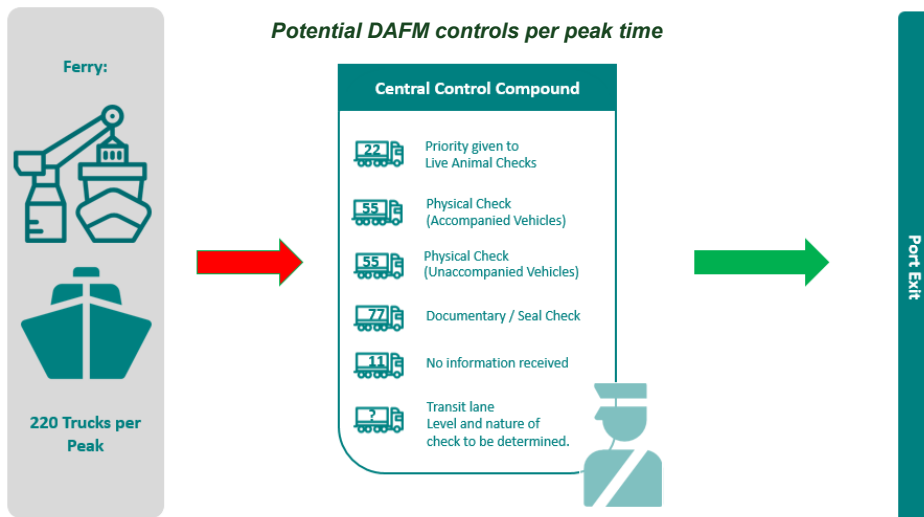 Potential DAFM controls per peak time
Ferry:
220 Trucks per
Peak
Central Control Compound
22
Priority given to
Live Animal Checks
55
Physical Check
(Accompanied Vehicles)
55
Physical Check
(Unaccompanied Vehicles)
77
Documentary / Seal Check
11
No information received
?
Transit lane
Level and nature of
check to be determined.
Port Exit